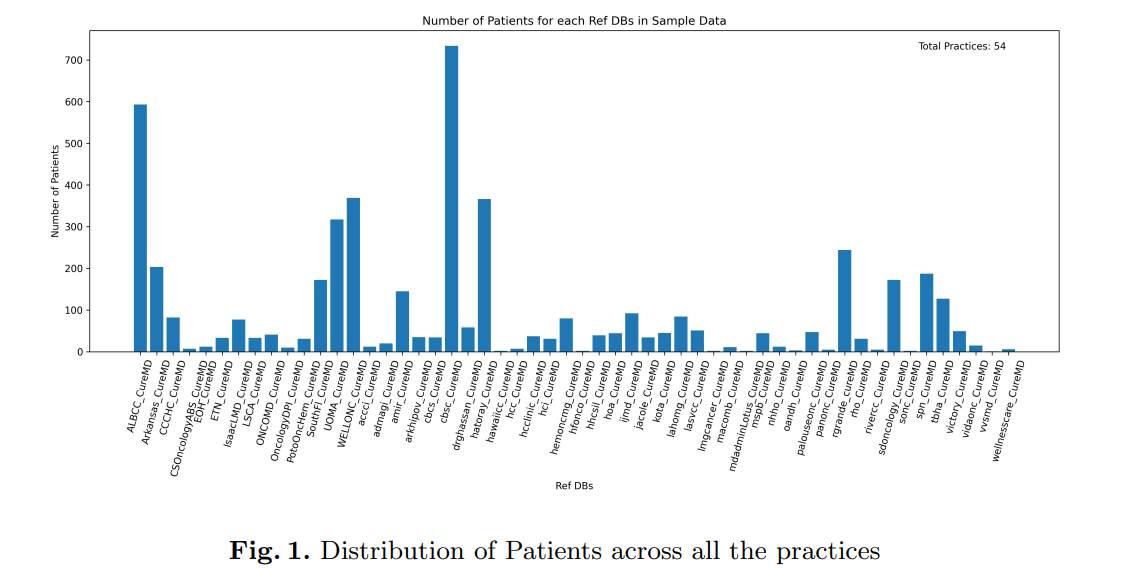 Number of Patients for each Ref DBs in Sample Data
Total Practices: 54
Number of Patients
700
600
500
400
300
200
100
0
ALBCC_CureMD
Arkansas_CureMD
CCCHC_CureMD
CSOncologyABS_CureMD
EOH_CureMD
ETN_CureMD
IsaacLMD_CureMD
LSCA_CureMD
ONCOMD_CureMD
OncologyDPI_CureMD
PotoOncHem_CureMD
SouthFl_CureMD
UOMA_CureMD
WELLONC_CureMD
accci_CureMD
admagi_CureMD
amir_CureMD
arkhipov_CureMD
cbcs_CureMD
cbsc_CureMD
drghassan_CureMD
hatoray_CureMD
hawaiicc_CureMD
hcc_CureMD
hcclinic_CureMD
hci_CureMD
hemoncmg_CureMD
hfonco_CureMD
hhcsil_CureMD
hoa_CureMD
ijmd_CureMD
jacole_CureMD
kota_CureMD
lahomg_CureMD
lasvcc_CureMD
lmgcancer_CureMD
macomb_CureMD
mdadminLotus_CureMD
mspb_CureMD
nhho_CureMD
oandh_CureMD
palouseonc_CureMD
panonc_CureMD
rgrande_CureMD
rho_CureMD
rivercc_CureMD
sdoncology_CureMD
sonc_CureMD
spn_CureMD
tbha_CureMD
victory_CureMD
vidaonc_CureMD
vvsmd_CureMD
wellnesscare_CureMD
Ref DBs
Fig. 1. Distribution of Patients across all the practices